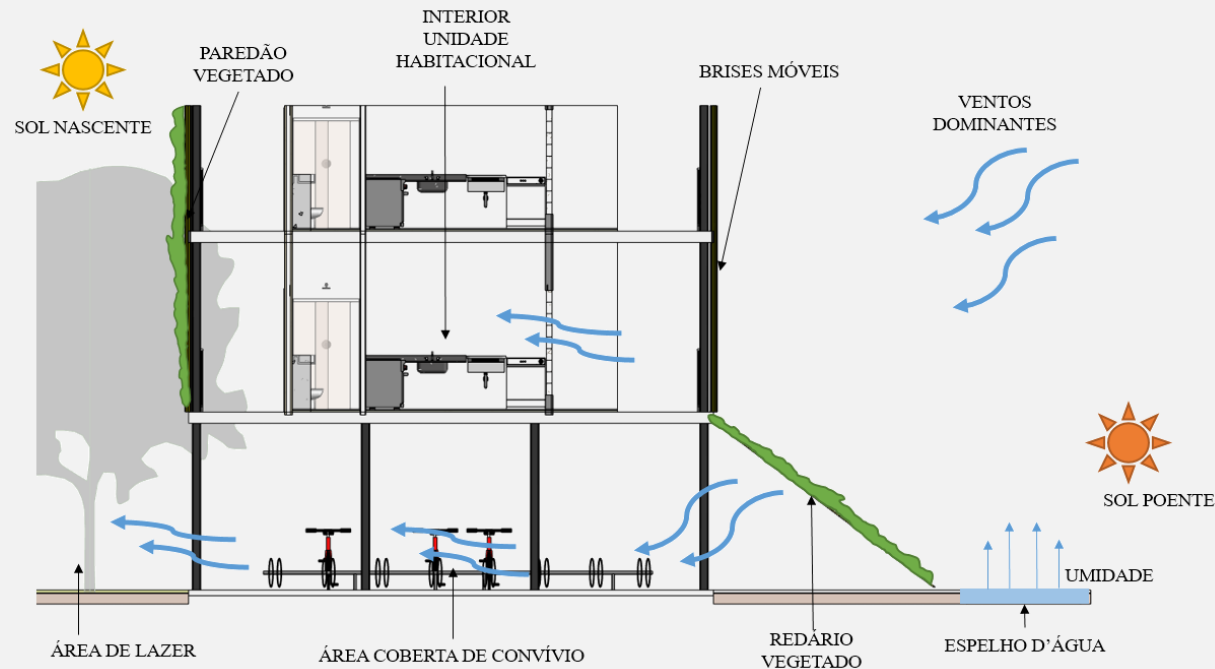 INTERIOR
UNIDADE
HABITACIONAL
PAREDÃO
VEGETADO
BRISES MÓVEIS
VENTOS
DOMINANTES
SOL NASCENTE
SOL POENTE
UMIDADE
ÁREA DE LAZER
ÁREA COBERTA DE CONVÍVIO
REDÁRIO
VEGETADO
ESPELHO D'ÁGUA